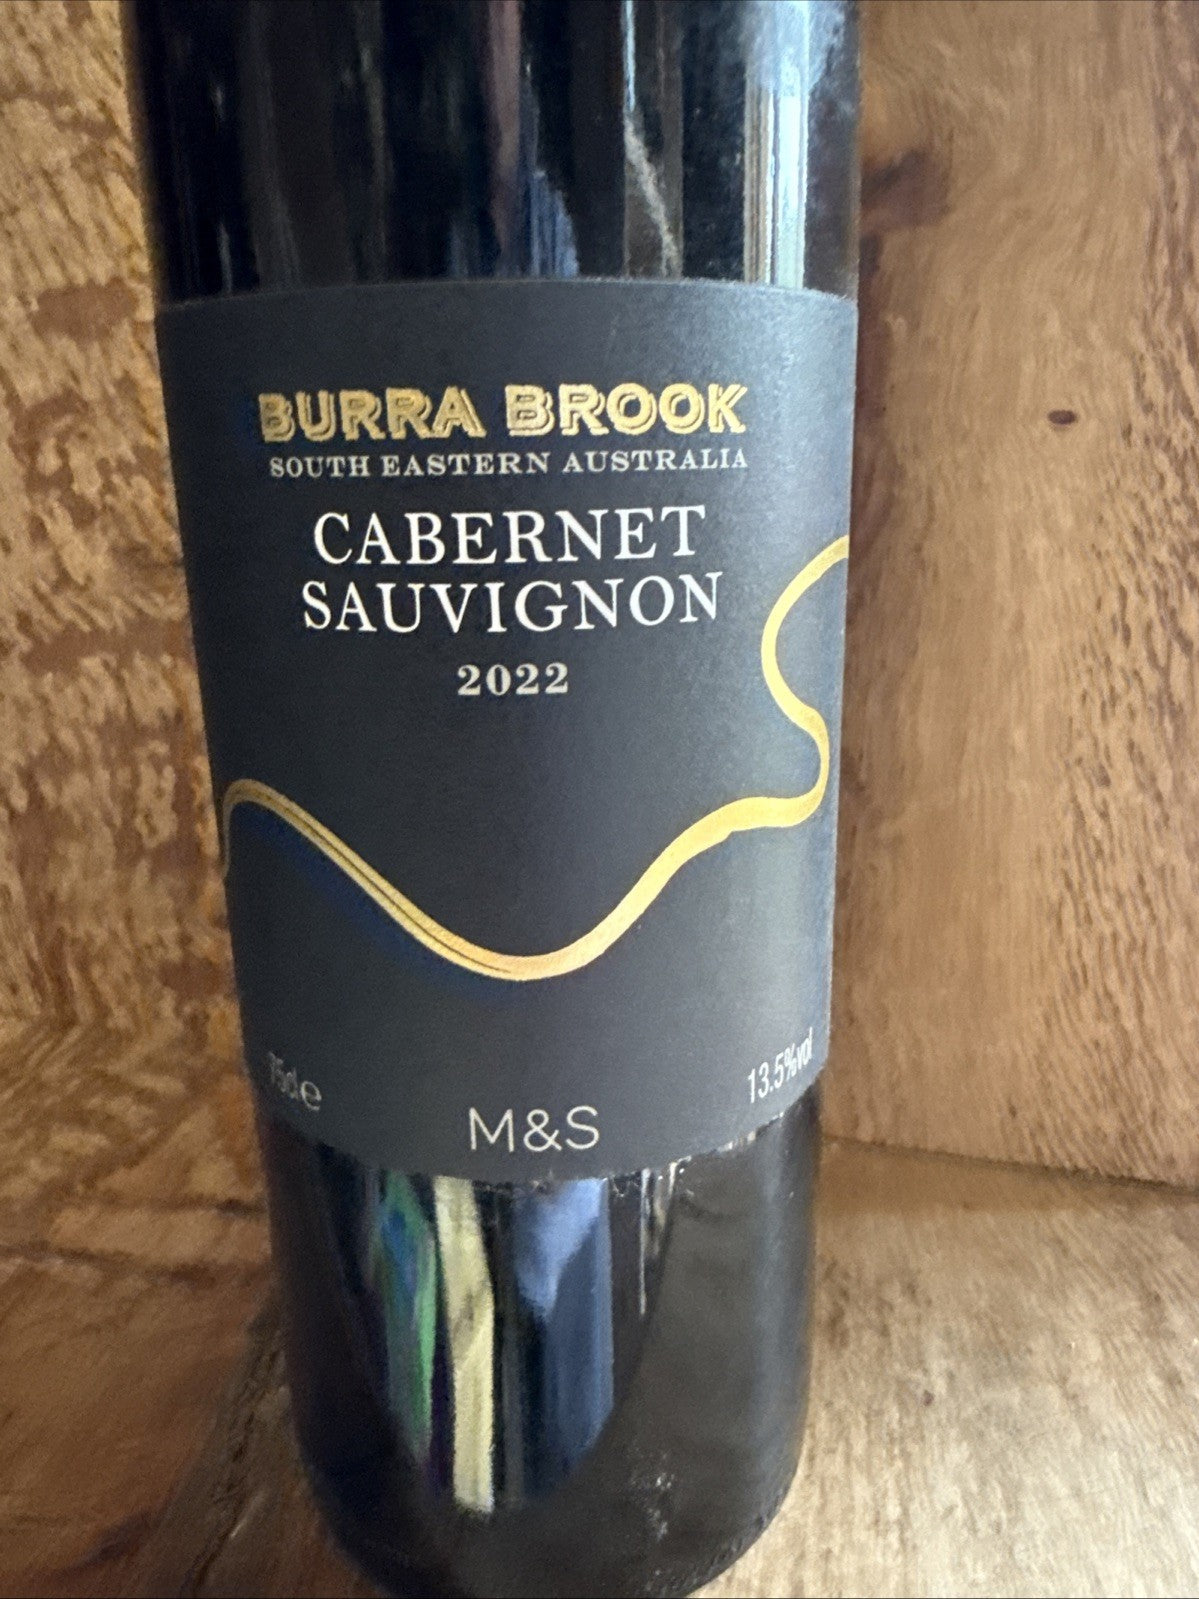 BURRA BROOK
SOUTH EASTERN AUSTRALIA
CABERNET
SAUVIGNON
2022
75cl e
13.5%vol
M&S